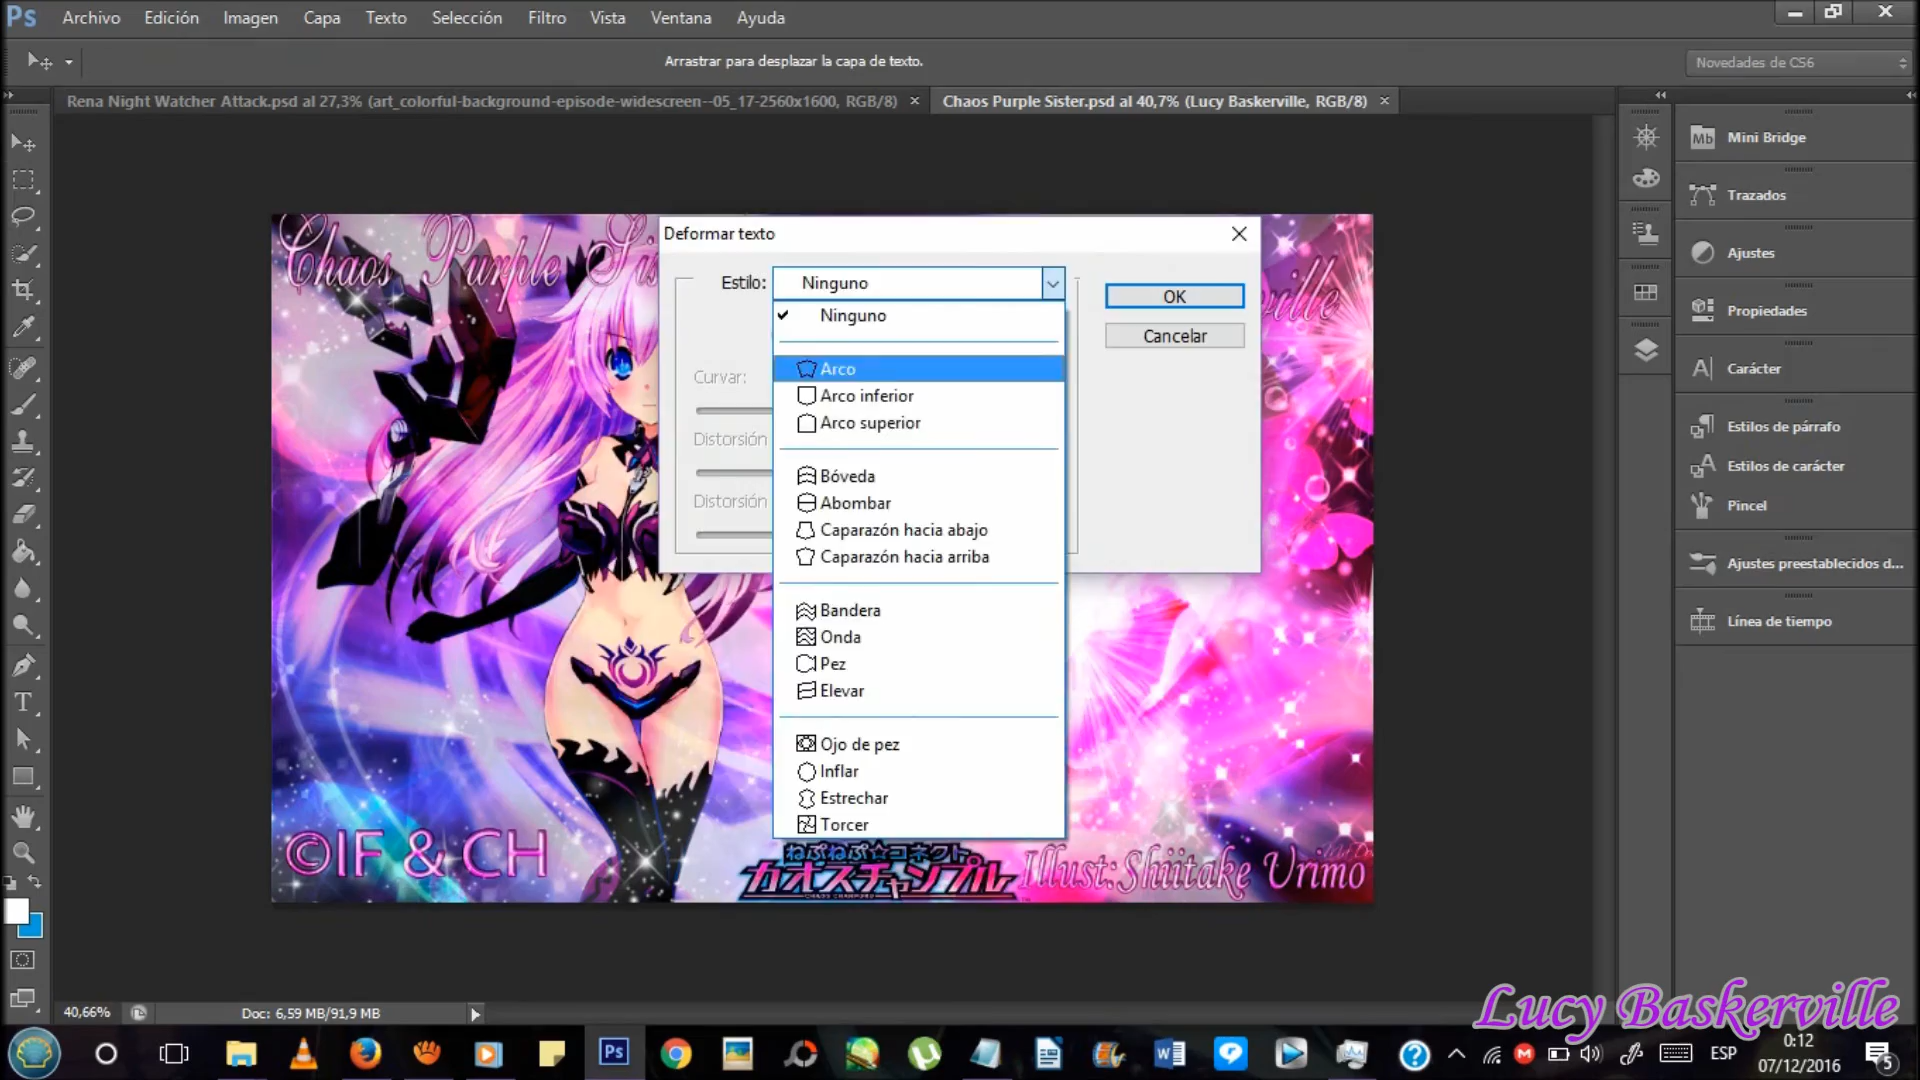 Ps Archivo Edición Imagen Capa Texto Selección Filtro Vista Ventana Ayuda
Arrastrar para desplazar la capa de texto.
Novedades de CS6
Rena Night Watcher Attack.psd al 27,3% (art_colorful-background-episode-widescreen--05_17-2560x1600, RGB/8) ×
Chaos Purple Sister.psd al 40,7% (Lucy Baskerville, RGB/8) ×
Mb Mini Bridge
Trazados
Ajustes
Propiedades
Carácter
Estilos de párrafo
Estilos de carácter
Pincel
Ajustes preestablecidos d...
Línea de tiempo
Chaos Purple Sis
ville
Deformar texto
Estilo: Ninguno
OK
Cancelar
Curvar:
Distorsión
Distorsión
Ninguno
Arco
Arco inferior
Arco superior
Bóveda
Abombar
Caparazón hacia abajo
Caparazón hacia arriba
Bandera
Onda
Pez
Elevar
Ojo de pez
Inflar
Estrechar
Torcer
©IF & CH
ねぷねぷ☆コネクト
カオスチャンプル
Illust:Shiitake Urimo
40,66% Doc: 6,59 MB/91,9 MB
Lucy Baskerville
Ps
ESP
0:12
07/12/2016
5